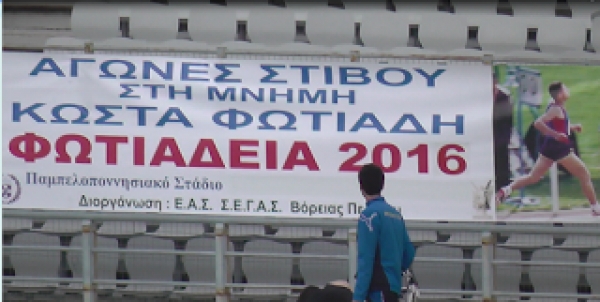 ΑΓΩΝΕΣ ΣΤΙΒΟΥ
ΣΤΗ ΜΝΗΜΗ
ΚΩΣΤΑ ΦΩΤΙΑΔΗ
ΦΩΤΙΑΔΕΙΑ 2016
Παμπελοποννησιακό Στάδιο
Διοργάνωση : Ε.Α.Σ. Σ.Ε.Γ.Α.Σ. Βόρειας